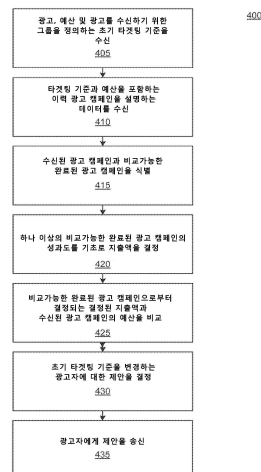 400
광고, 예산 및 광고를 수신하기 위한
그룹을 정의하는 초기 타겟팅 기준을
수신
405
타겟팅 기준과 예산을 포함하는
이력 광고 캠페인을 설명하는
데이터를 수신
410
수신된 광고 캠페인과 비교가능한
완료된 광고 캠페인을 식별
415
하나 이상의 비교가능한 완료된 광고 캠페인의
성과도를 기초로 지출액을 결정
420
비교가능한 완료된 광고 캠페인으로부터
결정되는 결정된 지출액과
수신된 광고 캠페인의 예산을 비교
425
초기 타겟팅 기준을 변경하는
광고자에 대한 제안을 결정
430
광고자에게 제안을 송신
435